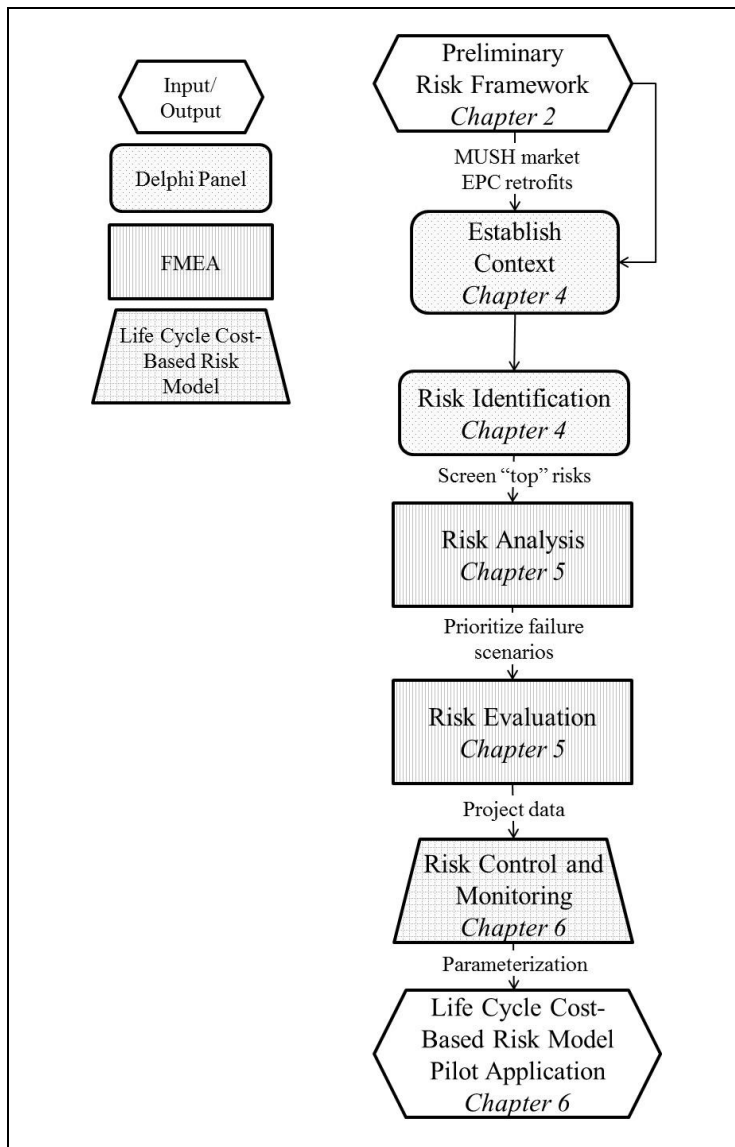 Input/
Output
Delphi Panel
FMEA
Life Cycle Cost-
Based Risk
Model
Preliminary
Risk Framework
Chapter 2
MUSH market
EPC retrofits
Establish
Context
Chapter 4
Risk Identification
Chapter 4
Screen “top” risks
Risk Analysis
Chapter 5
Prioritize failure
scenarios
Risk Evaluation
Chapter 5
Project data
Risk Control and
Monitoring
Chapter 6
Parameterization
Life Cycle Cost-
Based Risk Model
Pilot Application
Chapter 6